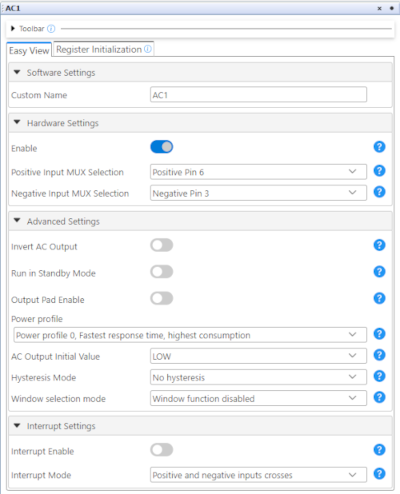 AC1
Toolbar
Easy View Register Initialization
Software Settings
Custom Name AC1
Hardware Settings
Enable ?
Positive Input MUX Selection Positive Pin 6 ?
Negative Input MUX Selection Negative Pin 3 ?
Advanced Settings
Invert AC Output ?
Run in Standby Mode ?
Output Pad Enable ?
Power profile
Power profile 0, Fastest response time, highest consumption ?
AC Output Initial Value LOW ?
Hysteresis Mode No hysteresis ?
Window selection mode Window function disabled ?
Interrupt Settings
Interrupt Enable ?
Interrupt Mode Positive and negative inputs crosses ?